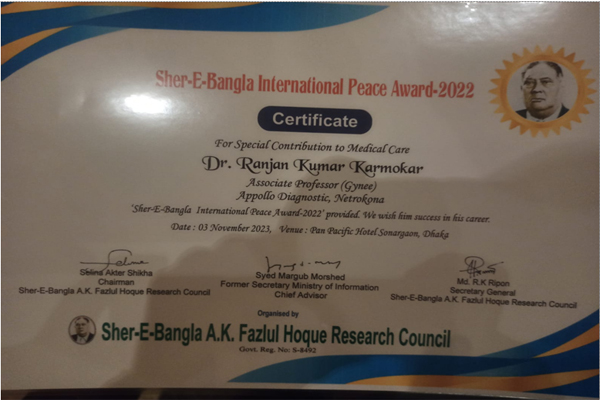 Sher-E-Bangla International Peace Award-2022
Certificate
For Special Contribution to Medical Care
Dr. Ranjan Kumar Karmokar
Associate Professor (Gynee)
Appollo Diagnostic, Netrokona
'Sher-E-Bangla International Peace Award-2022' provided. We wish him success in his career.
Date : 03 November 2023, Venue : Pan Pacific Hotel Sonargaon, Dhaka
Selina Akter Shikha
Chairman
Sher-E-Bangla A.K. Fazlul Hoque Research Council
Syed Margub Morshed
Former Secretary Ministry of Information
Chief Advisor
Md. R.K Ripon
Secretary General
Sher-E-Bangla A.K. Fazlul Hoque Research Council
Organised by
Sher-E-Bangla A.K. Fazlul Hoque Research Council
Govt. Reg. No: S-8492